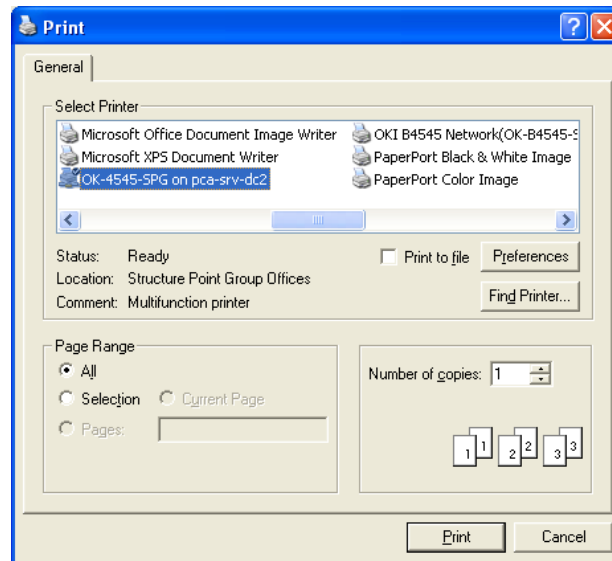 Print
General
Select Printer
Microsoft Office Document Image Writer
Microsoft XPS Document Writer
OK-4545-SPG on pca-srv-dc2
OKI B4545 Network(OK-B4545-S
PaperPort Black & White Image
PaperPort Color Image
Status: Ready
Location: Structure Point Group Offices
Comment: Multifunction printer
Print to file
Preferences
Find Printer...
Page Range
All
Selection
Current Page
Pages:
Number of copies: 1
1 1 2 2 3 3
Print
Cancel